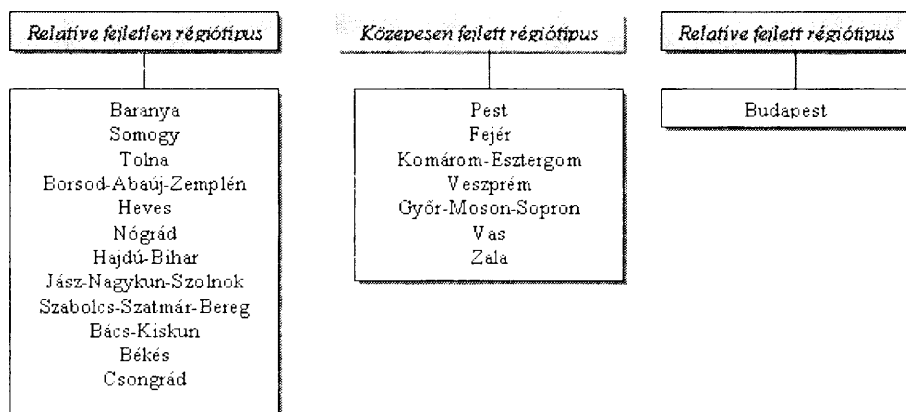 Relatíve fejletlen régiótípus
Baranya
Somogy
Tolna
Borsod-Abaúj-Zemplén
Heves
Nógrád
Hajdú-Bihar
Jász-Nagykun-Szolnok
Szabolcs-Szatmár-Bereg
Bács-Kiskun
Békés
Csongrád
Közepesen fejlett régiótípus
Pest
Fejér
Komárom-Esztergom
Veszprém
Győr-Moson-Sopron
Vas
Zala
Relatíve fejlett régiótípus
Budapest